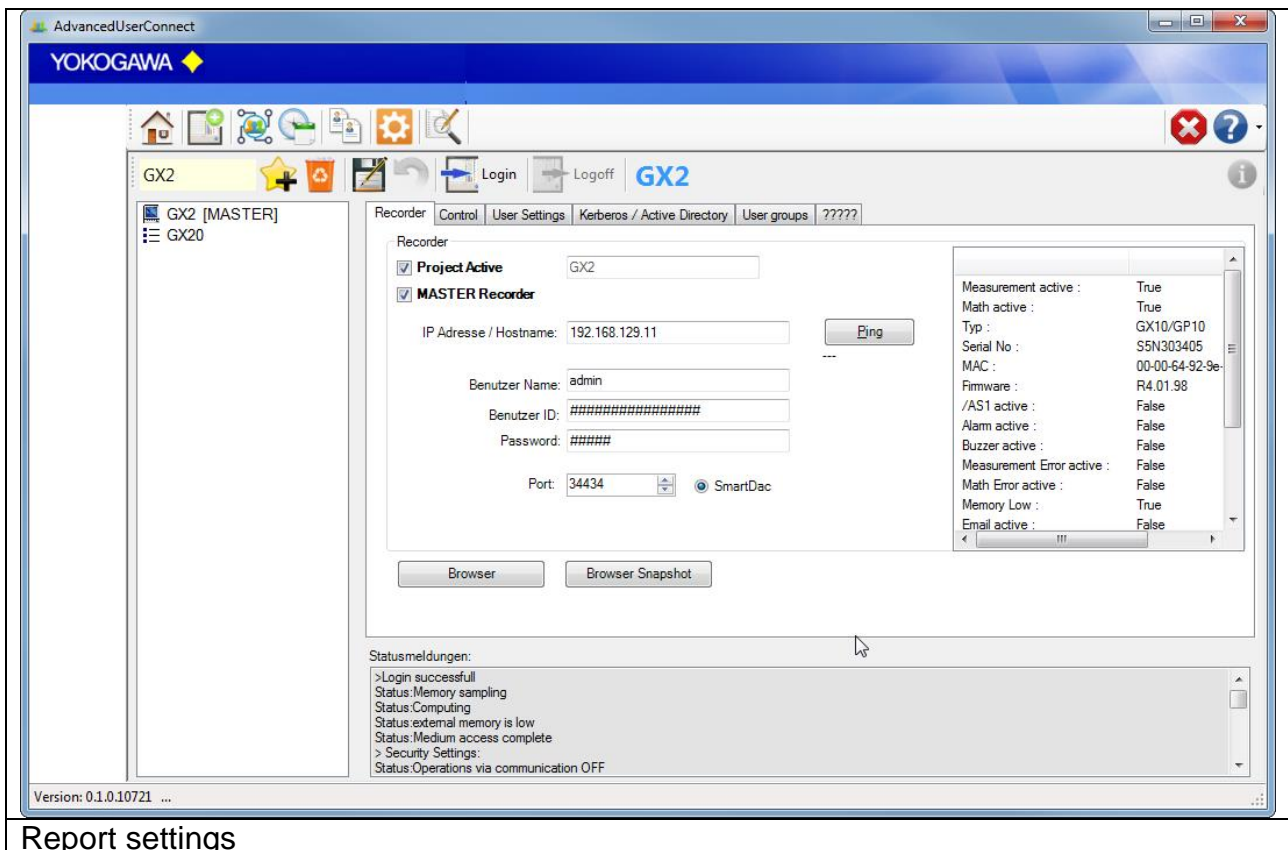 AdvancedUserConnect
YOKOGAWA
GX2 Login Logoff GX2
GX2 [MASTER]
GX20
Recorder Control User Settings Kerberos / Active Directory User groups ?????
Recorder
Project Active GX2
MASTER Recorder
IP Adresse / Hostname: 192.168.129.11 Ping
---
Benutzer Name: admin
Benutzer ID: ################
Password: #####
Port: 34434 SmartDac
Measurement active : True
Math active : True
Typ : GX10/GP10
Serial No : S5N303405
MAC : 00-00-64-92-9e-
Firmware : R4.01.98
/AS1 active : False
Alarm active : False
Buzzer active : False
Measurement Error active : False
Math Error active : False
Memory Low : True
Email active : False
Browser Browser Snapshot
Statusmeldungen:
>Login successfull
Status:Memory sampling
Status:Computing
Status:external memory is low
Status:Medium access complete
> Security Settings:
Status:Operations via communication OFF
Version: 0.1.0.10721 ...
Report settings